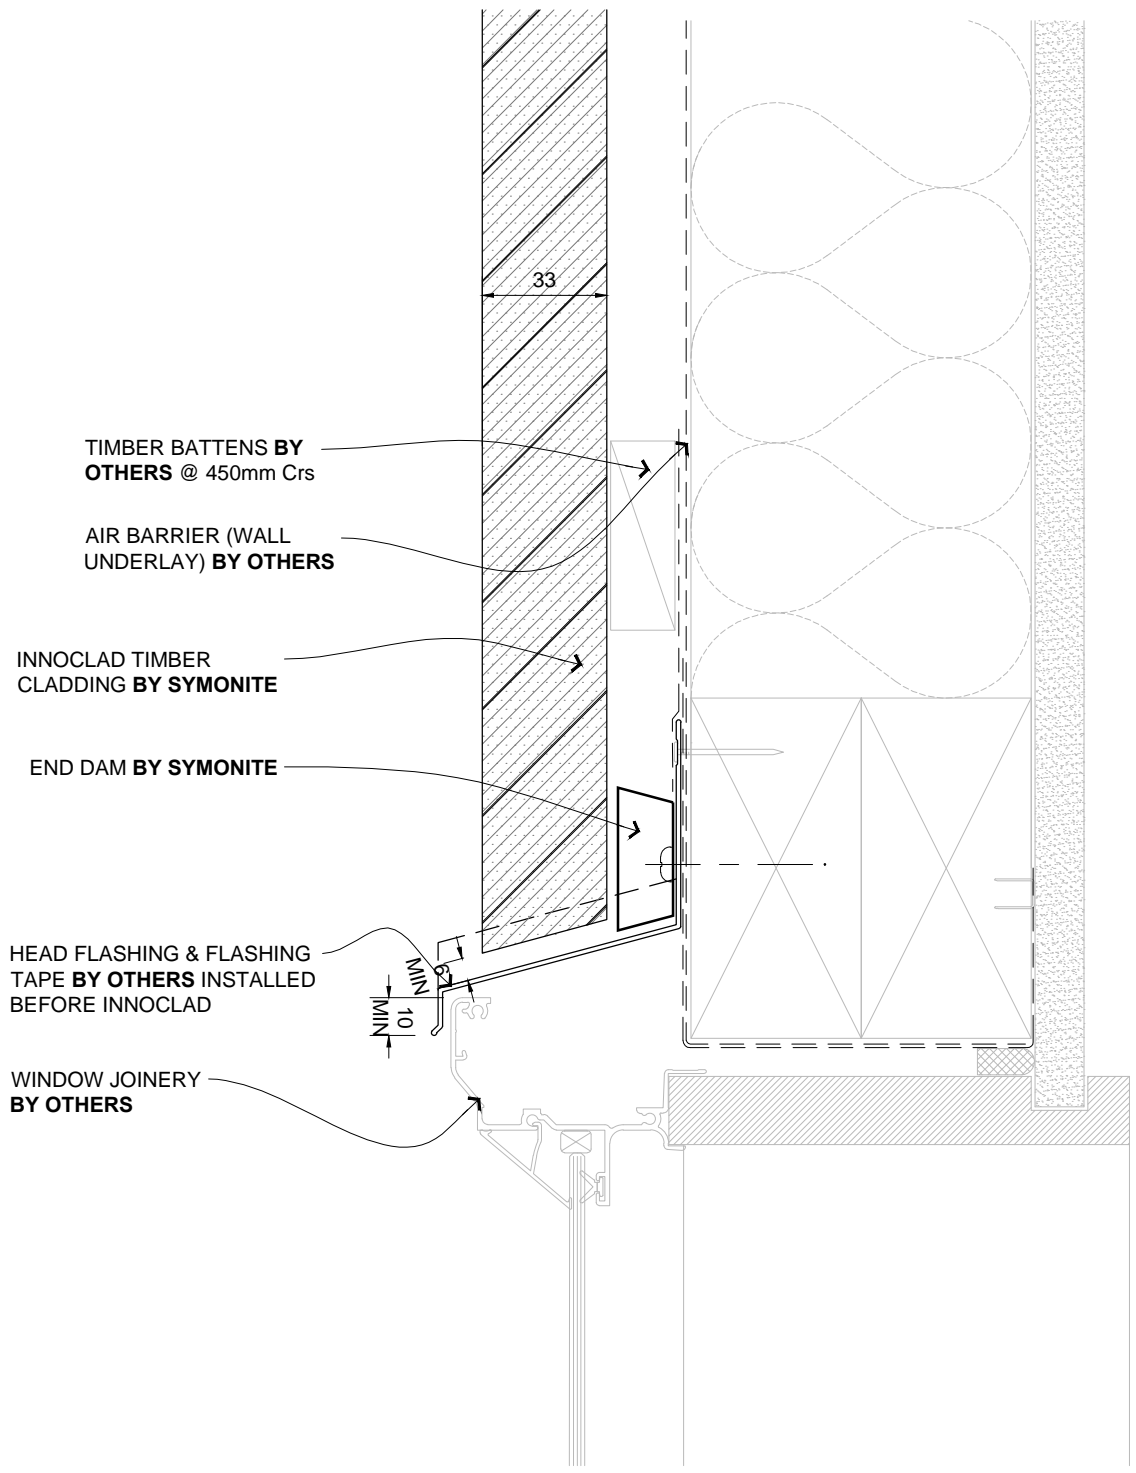 33
TIMBER BATTENS BY
OTHERS @ 450mm Crs
AIR BARRIER (WALL
UNDERLAY) BY OTHERS
INNOCLAD TIMBER
CLADDING BY SYMONITE
END DAM BY SYMONITE
HEAD FLASHING & FLASHING
TAPE BY OTHERS INSTALLED
BEFORE INNOCLAD
6
MIN
10
MIN
WINDOW JOINERY
BY OTHERS